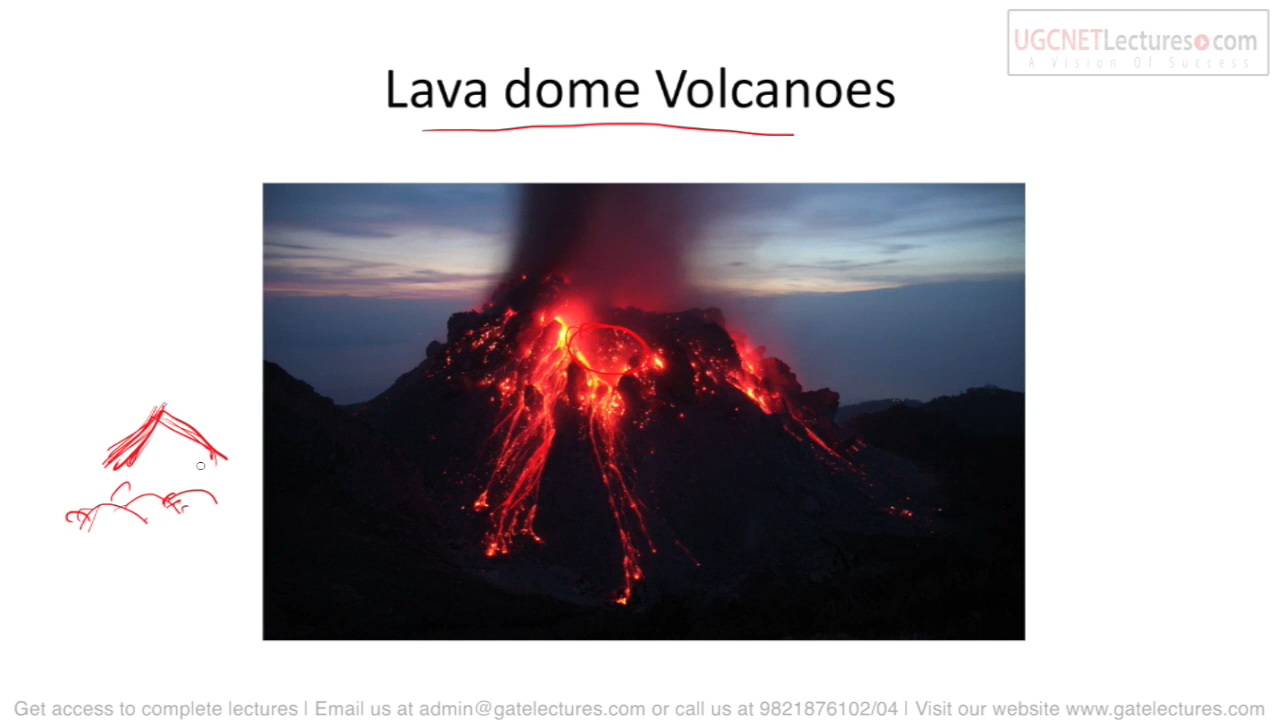 UGCNETLectures.com
A Vision Of Success
Lava dome Volcanoes
Get access to complete lectures | Email us at admin@gatelectures.com or call us at 9821876102/04 | Visit our website www.gatelectures.com